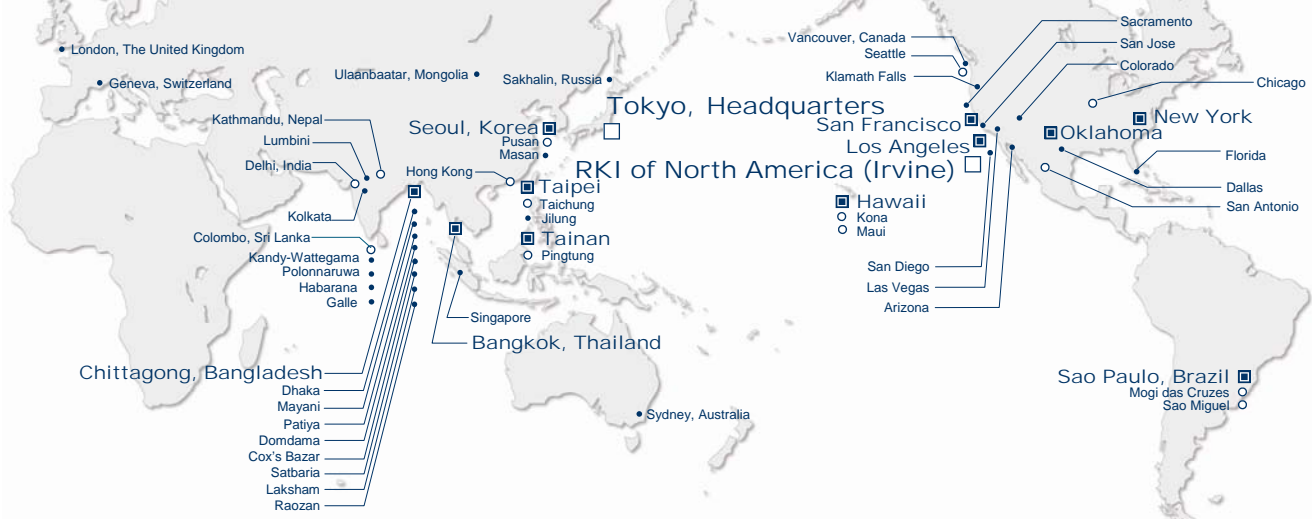 London, The United Kingdom
Geneva, Switzerland
Ulaanbaatar, Mongolia
Sakhalin, Russia
Kathmandu, Nepal
Lumbini
Delhi, India
Kolkata
Colombo, Sri Lanka
Kandy-Wattegama
Polonnaruwa
Habarana
Galle
Seoul, Korea
Pusan
Masan
Hong Kong
Taipei
Taichung
Jilung
Tainan
Pingtung
Singapore
Bangkok, Thailand
Chittagong, Bangladesh
Dhaka
Mayani
Patiya
Domdama
Cox's Bazar
Satbaria
Laksham
Raozan
Sydney, Australia
Tokyo, Headquarters
RKI of North America (Irvine)
Vancouver, Canada
Seattle
Klamath Falls
San Francisco
Los Angeles
Hawaii
Kona
Maui
San Diego
Las Vegas
Arizona
Sacramento
San Jose
Colorado
Chicago
New York
Oklahoma
Florida
Dallas
San Antonio
Sao Paulo, Brazil
Mogi das Cruzes
Sao Miguel